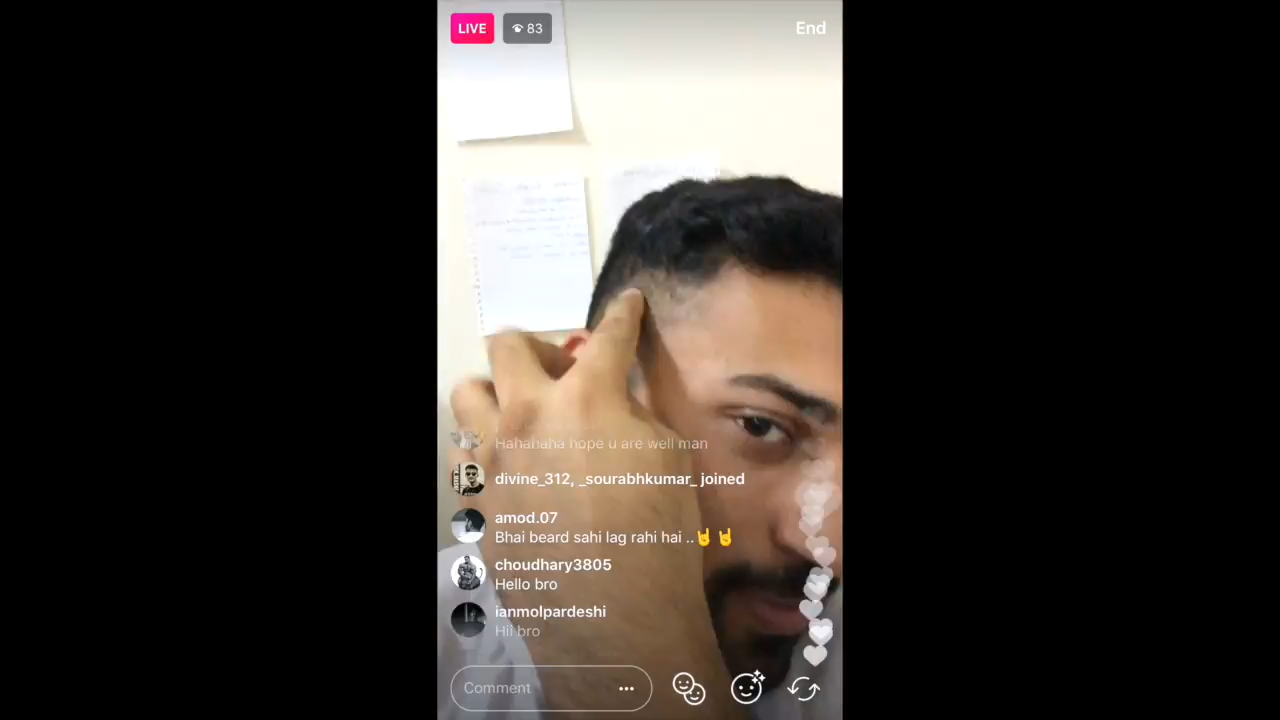 LIVE
83
End
Hahahaha hope u are well man
divine_312, _sourabhkumar_ joined
amod.07
Bhai beard sahi lag rahi hai ..🤘🤘
choudhary3805
Hello bro
ianmolpardeshi
Hii bro
Comment